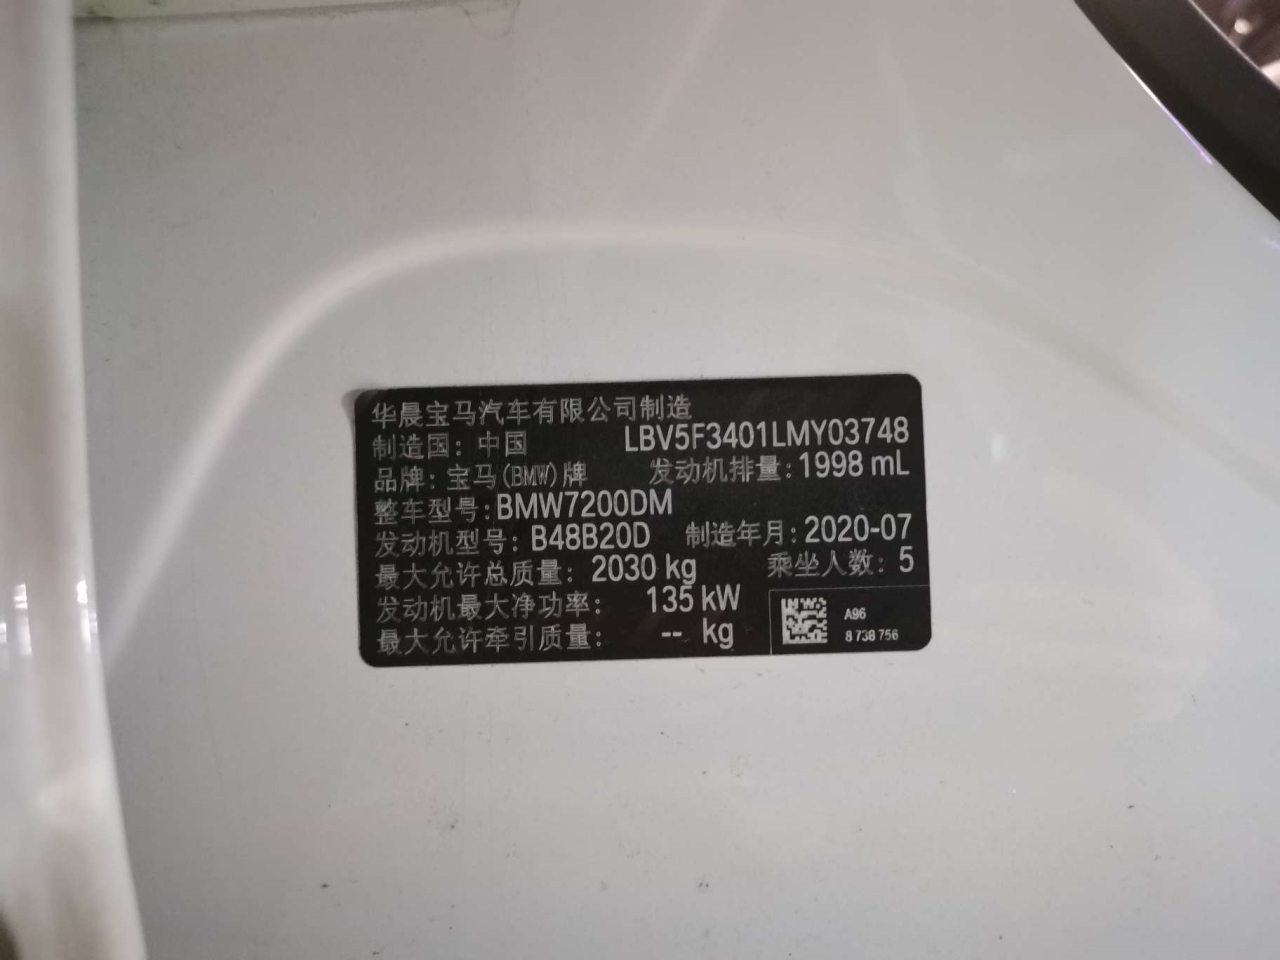 华晨宝马汽车有限公司制造
制造国：中国 LBV5F3401LMY03748
品牌：宝马(BMW)牌 发动机排量：1998 mL
整车型号：BMW7200DM
发动机型号：B48B20D 制造年月：2020-07
最大允许总质量：2030 kg 乘坐人数：5
发动机最大净功率：135 kW
最大允许牵引质量：-- kg
A96
8 738 756